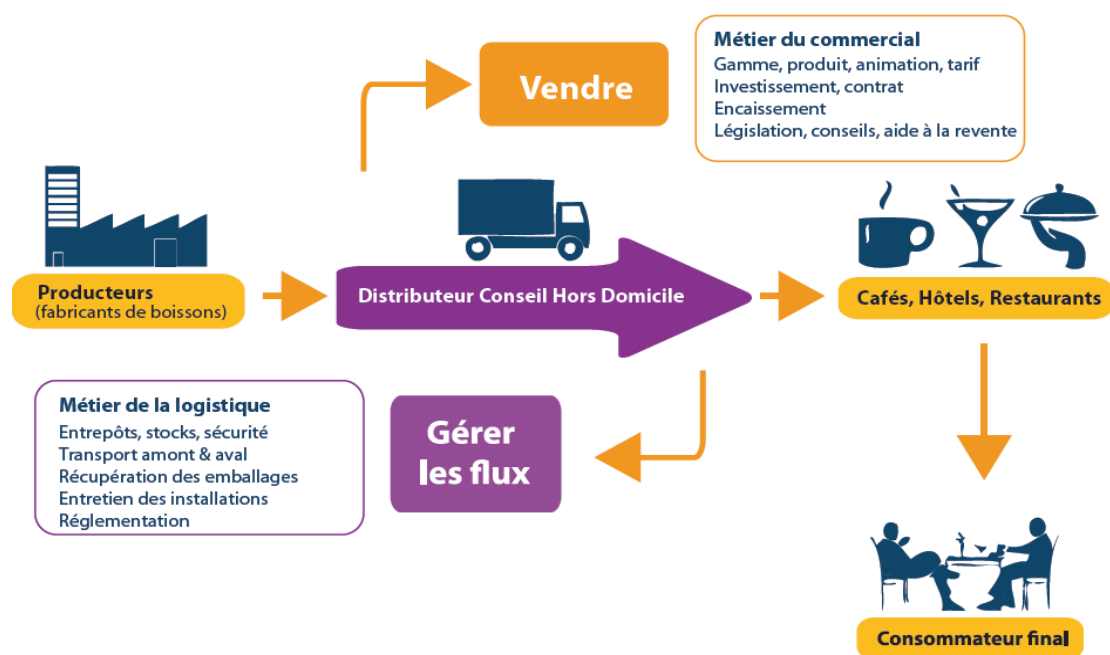 Vendre
Métier du commercial
Gamme, produit, animation, tarif
Investissement, contrat
Encaissement
Législation, conseils, aide à la revente
Producteurs
(fabricants de boissons)
Distributeur Conseil Hors Domicile
Cafés, Hôtels, Restaurants
Métier de la logistique
Entrepôts, stocks, sécurité
Transport amont & aval
Récupération des emballages
Entretien des installations
Réglementation
Gérer
les flux
Consommateur final